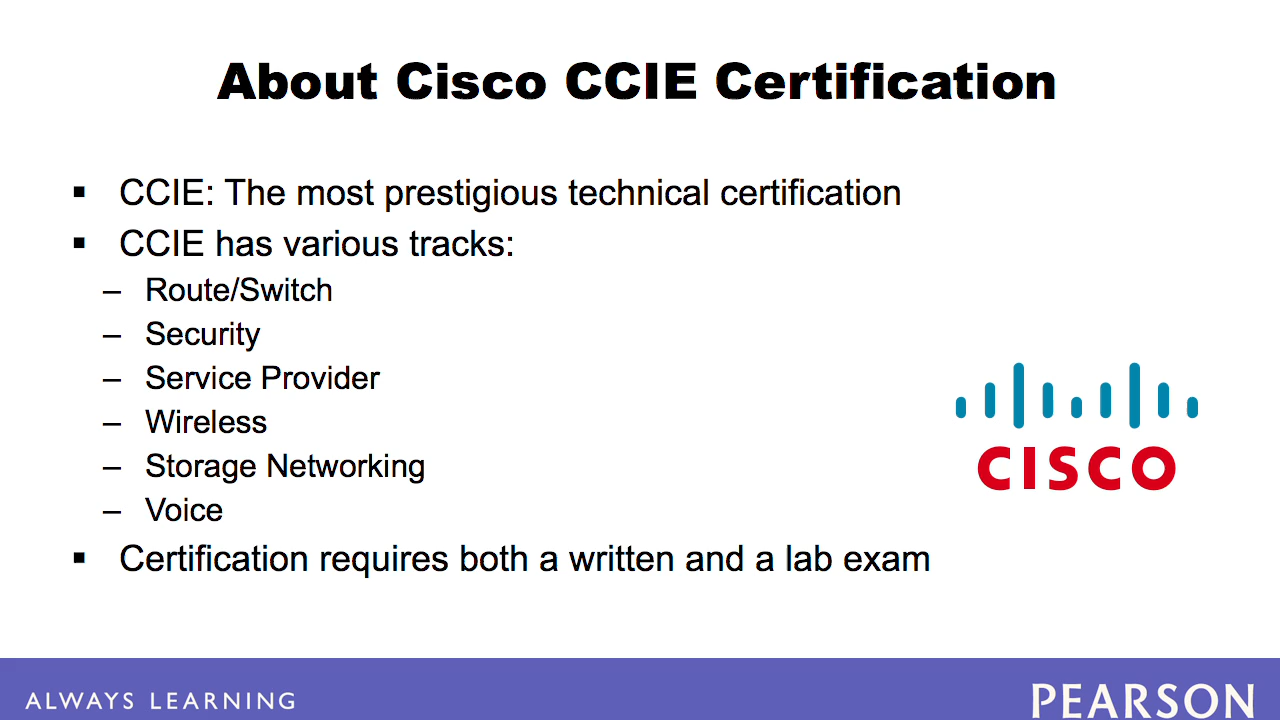 About Cisco CCIE Certification
▪ CCIE: The most prestigious technical certification
▪ CCIE has various tracks:
– Route/Switch
– Security
– Service Provider
– Wireless
– Storage Networking
– Voice
▪ Certification requires both a written and a lab exam
CISCO
ALWAYS LEARNING
PEARSON